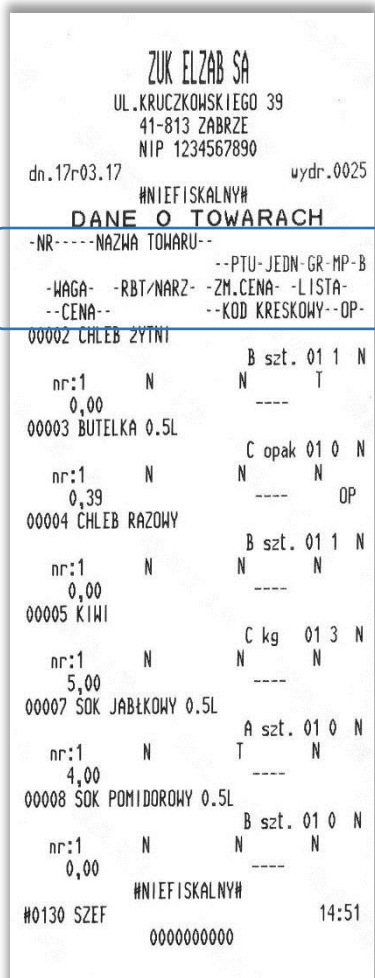 ZUK ELZAB SA
UL.KRUCZKOWSKIEGO 39
41-813 ZABRZE
NIP 1234567890
dn.17r03.17 wydr.0025
#NIEFISKALNY#
DANE O TOWARACH
-NR-----NAZWA TOWARU--
--PTU-JEDN-GR-MP-B
-WAGA- -RBT/NARZ- -ZM.CENA- -LISTA-
--CENA-- --KOD KRESKOWY--OP-
00002 CHLEB ŻYTNI
B szt. 01 1 N
nr:1 N N T
0,00 ----
00003 BUTELKA 0.5L
C opak 01 0 N
nr:1 N N N
0,39 ---- OP
00004 CHLEB RAZOWY
B szt. 01 1 N
nr:1 N N N
0,00 ----
00005 KIWI
C kg 01 3 N
nr:1 N N N
5,00 ----
00007 SOK JABŁKOWY 0.5L
A szt. 01 0 N
nr:1 N T N
4,00 ----
00008 SOK POMIDOROWY 0.5L
B szt. 01 0 N
nr:1 N N N
0,00 ----
#NIEFISKALNY#
#0130 SZEF 14:51
0000000000